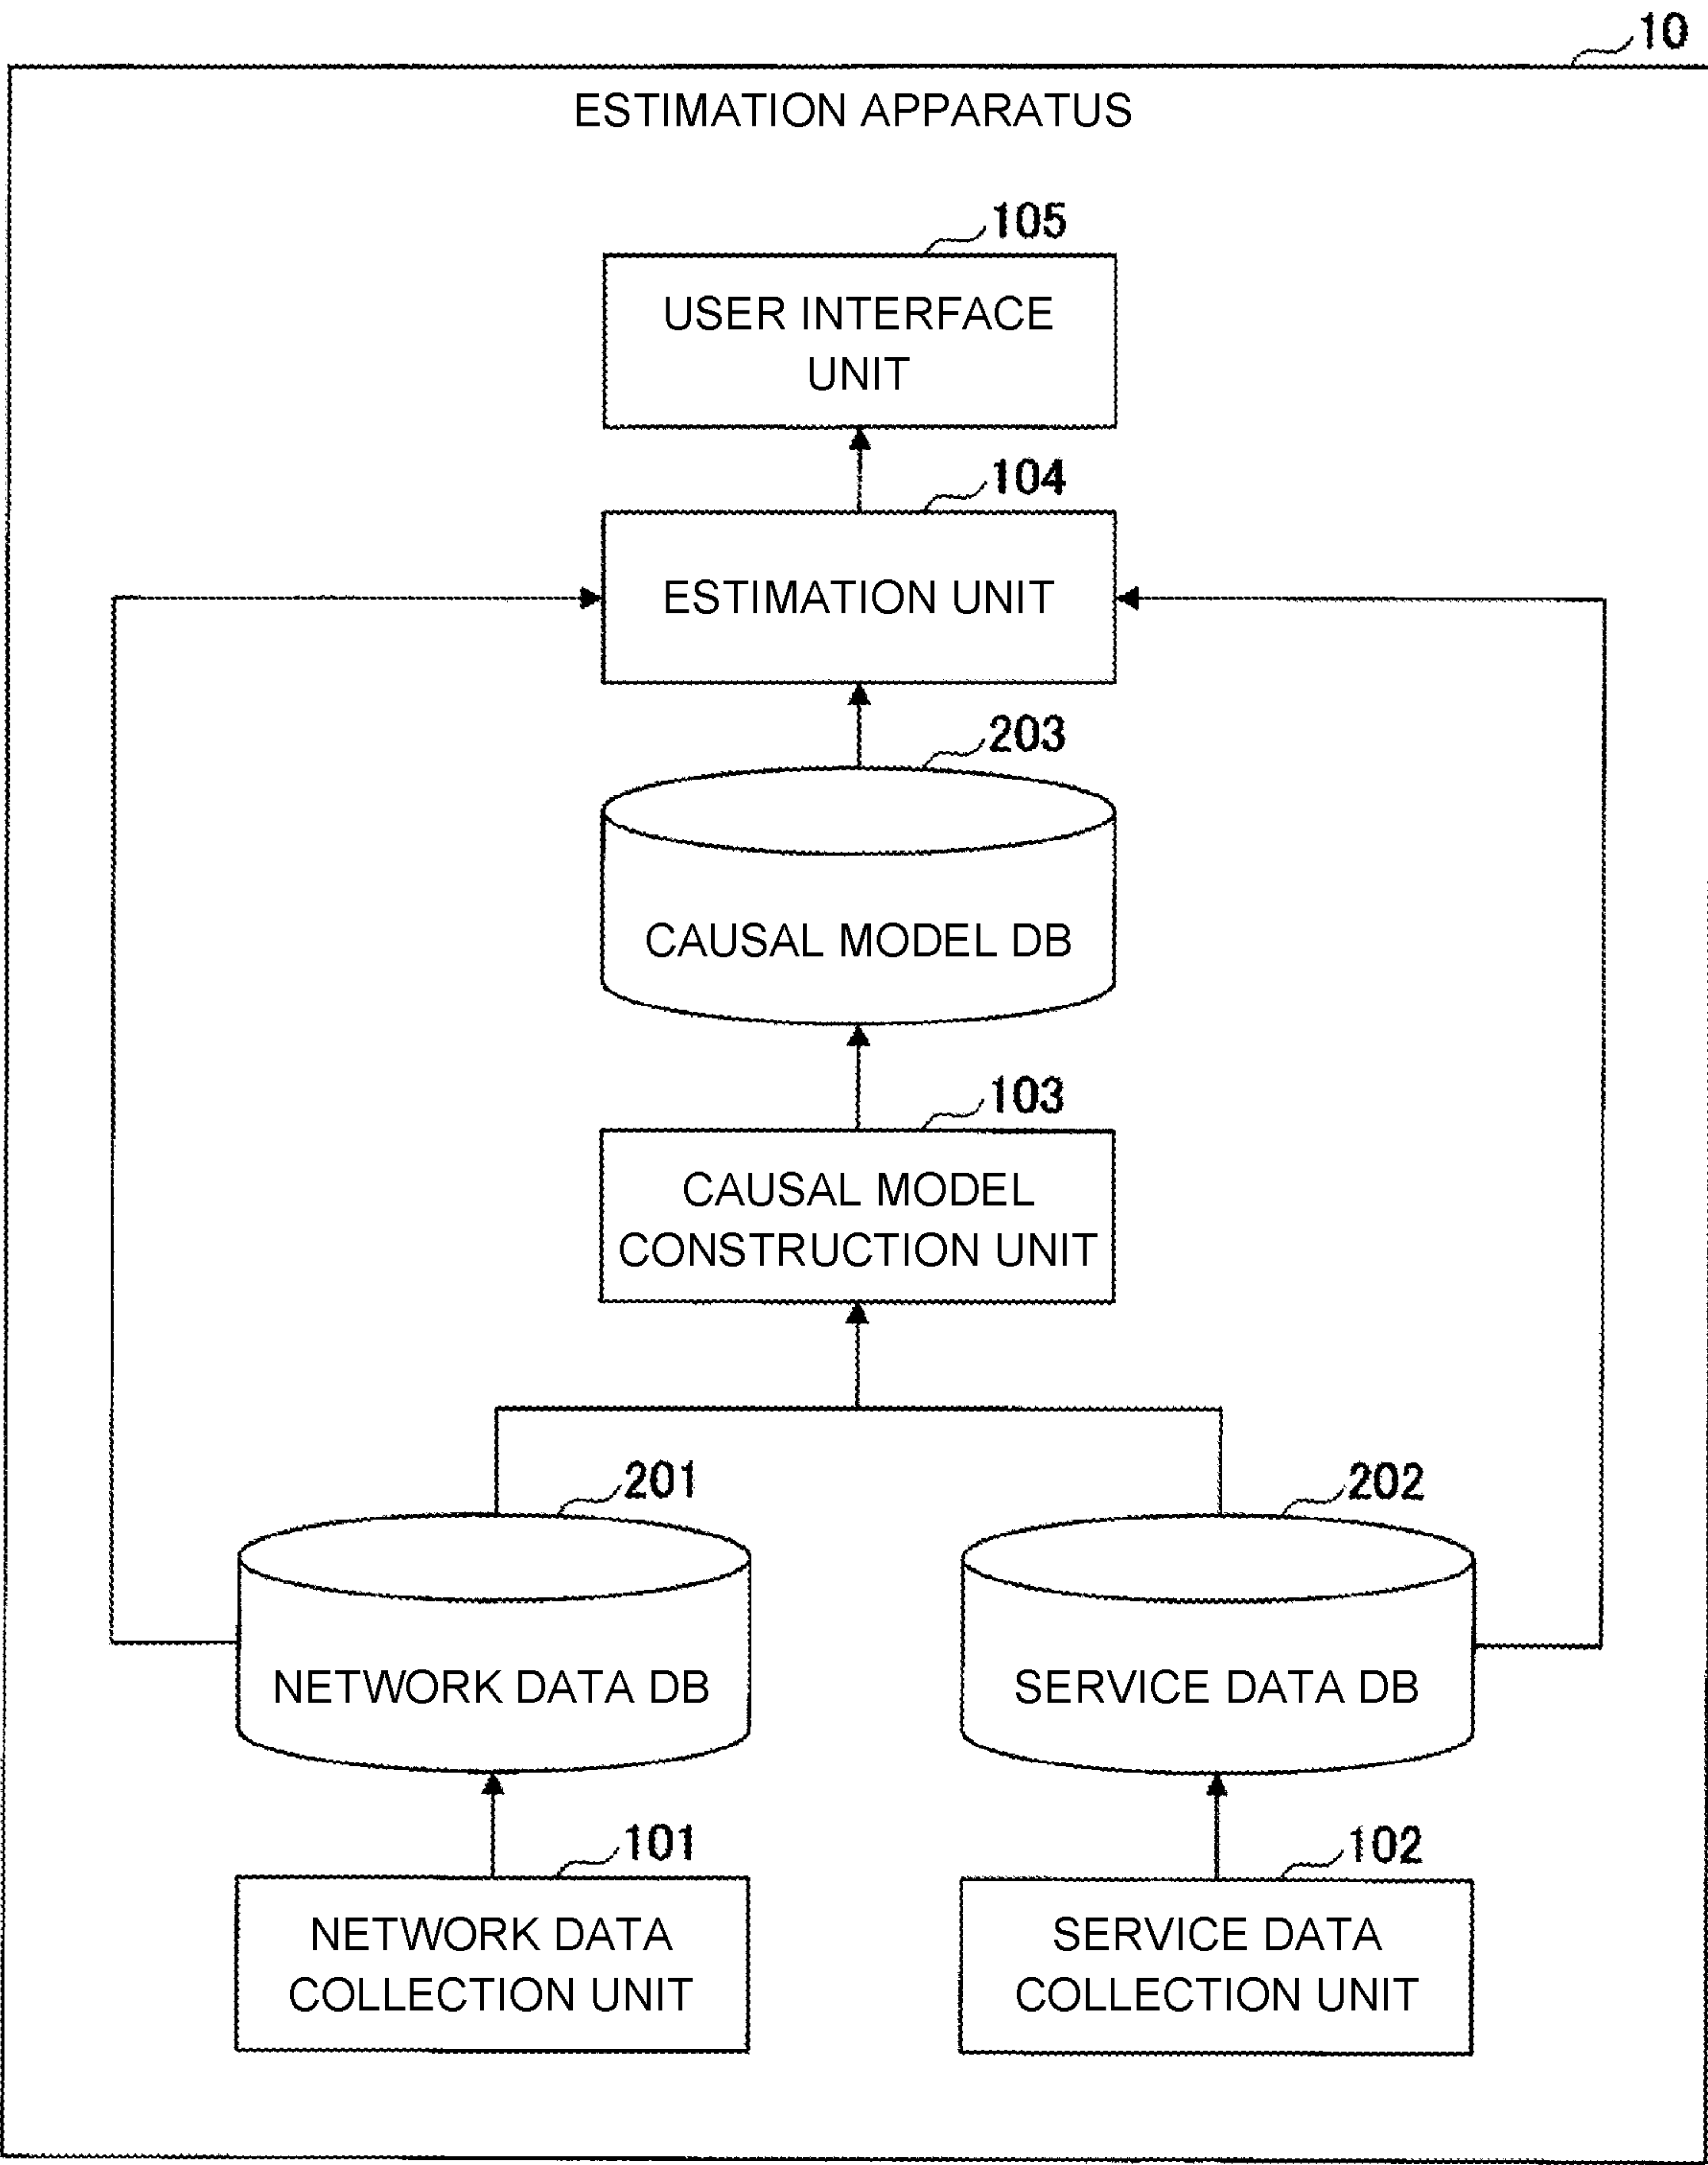 10
ESTIMATION APPARATUS
105
USER INTERFACE
UNIT
104
ESTIMATION UNIT
203
CAUSAL MODEL DB
103
CAUSAL MODEL
CONSTRUCTION UNIT
201
NETWORK DATA DB
202
SERVICE DATA DB
101
NETWORK DATA
COLLECTION UNIT
102
SERVICE DATA
COLLECTION UNIT